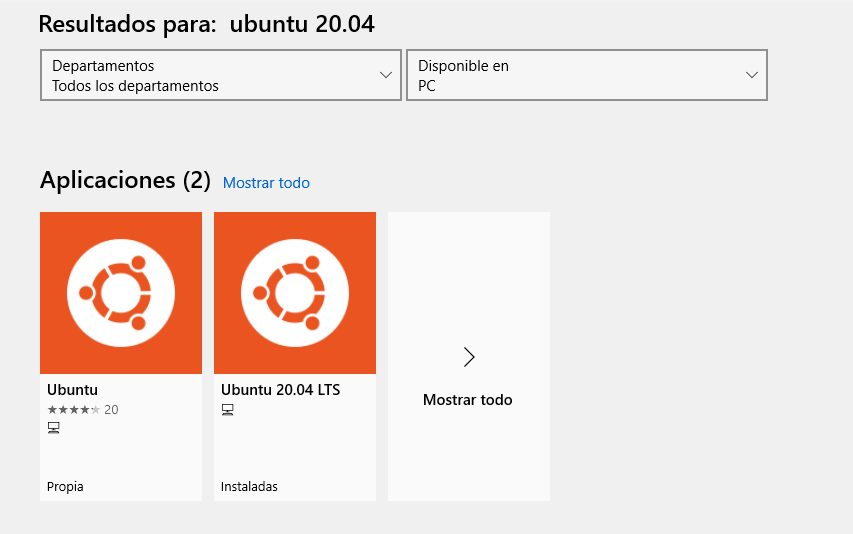 Resultados para: ubuntu 20.04
Departamentos
Todos los departamentos
Disponible en
PC
Aplicaciones (2) Mostrar todo
Ubuntu
20
Propia
Ubuntu 20.04 LTS
Instaladas
Mostrar todo